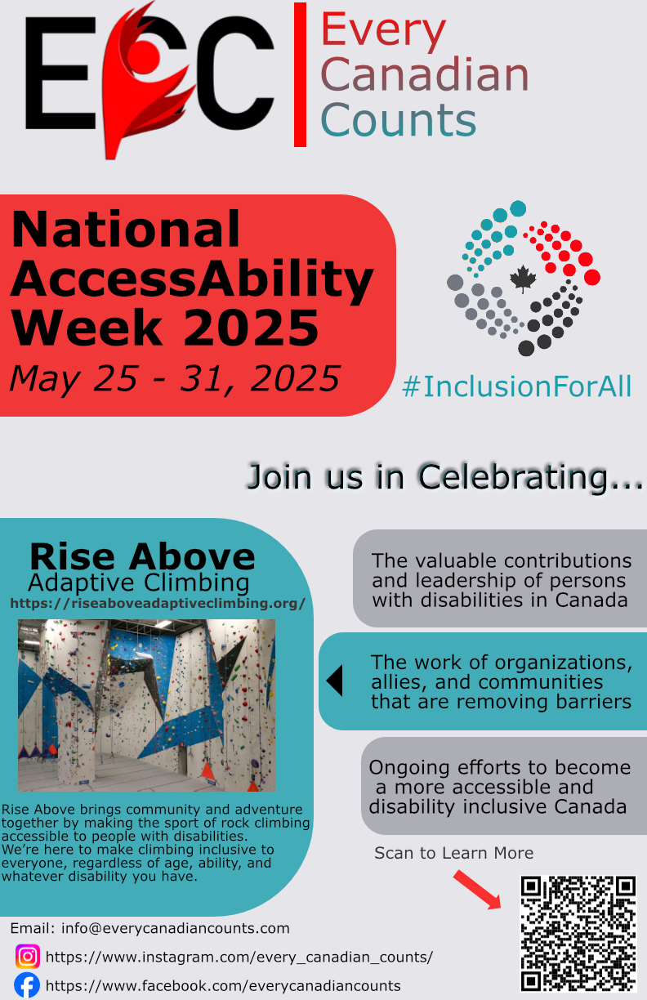 ECC
Every
Canadian
Counts
National
AccessAbility
Week 2025
May 25 - 31, 2025
#InclusionForAll
Join us in Celebrating...
Rise Above
Adaptive Climbing
https://riseaboveadaptiveclimbing.org/
Rise Above brings community and adventure
together by making the sport of rock climbing
accessible to people with disabilities.
We’re here to make climbing inclusive to
everyone, regardless of age, ability, and
whatever disability you have.
The valuable contributions
and leadership of persons
with disabilities in Canada
The work of organizations,
allies, and communities
that are removing barriers
Ongoing efforts to become
a more accessible and
disability inclusive Canada
Scan to Learn More
Email: info@everycanadiancounts.com
https://www.instagram.com/every_canadian_counts/
https://www.facebook.com/everycanadiancounts